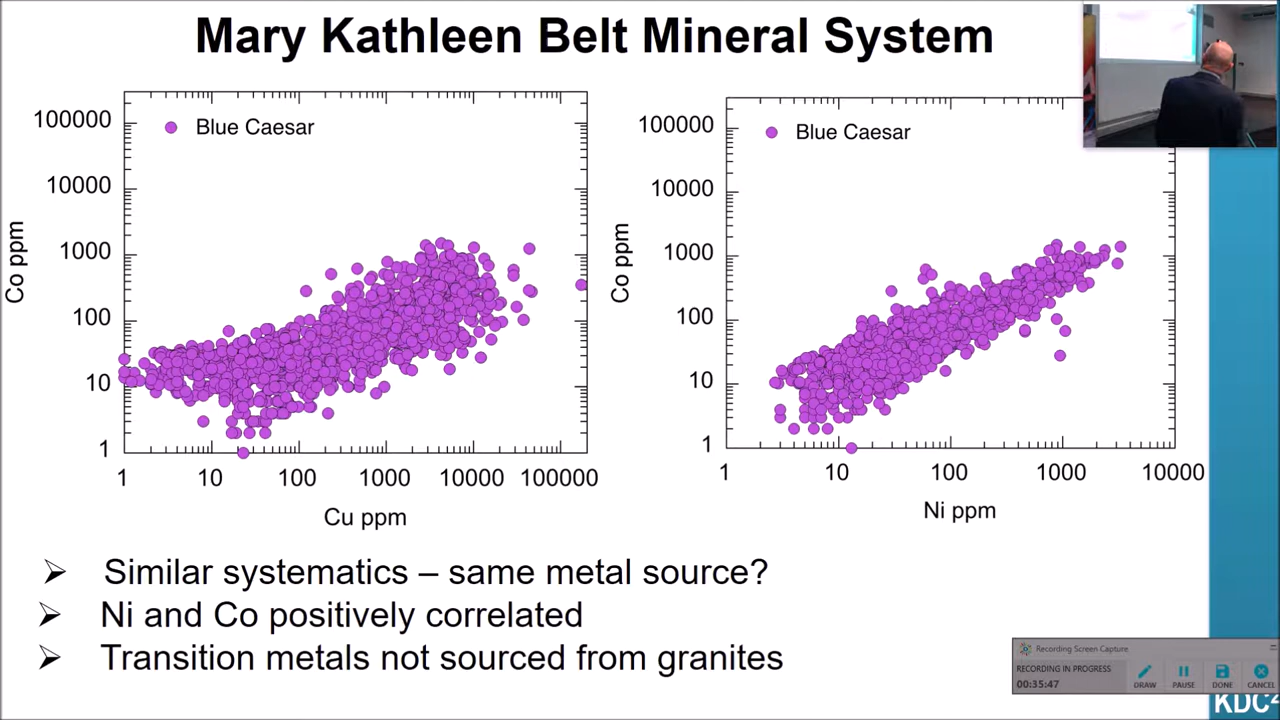 Mary Kathleen Belt Mineral System
100000
10000
1000
100
10
1
Co ppm
Blue Caesar
1
10
100
1000
10000
100000
Cu ppm
100000
10000
1000
100
10
1
Co ppm
Blue Caesar
1
10
100
1000
10000
Ni ppm
Similar systematics – same metal source?
Ni and Co positively correlated
Transition metals not sourced from granites
Recording Screen Capture
RECORDING IN PROGRESS
00:35:47
DRAW
PAUSE
DONE
CANCEL